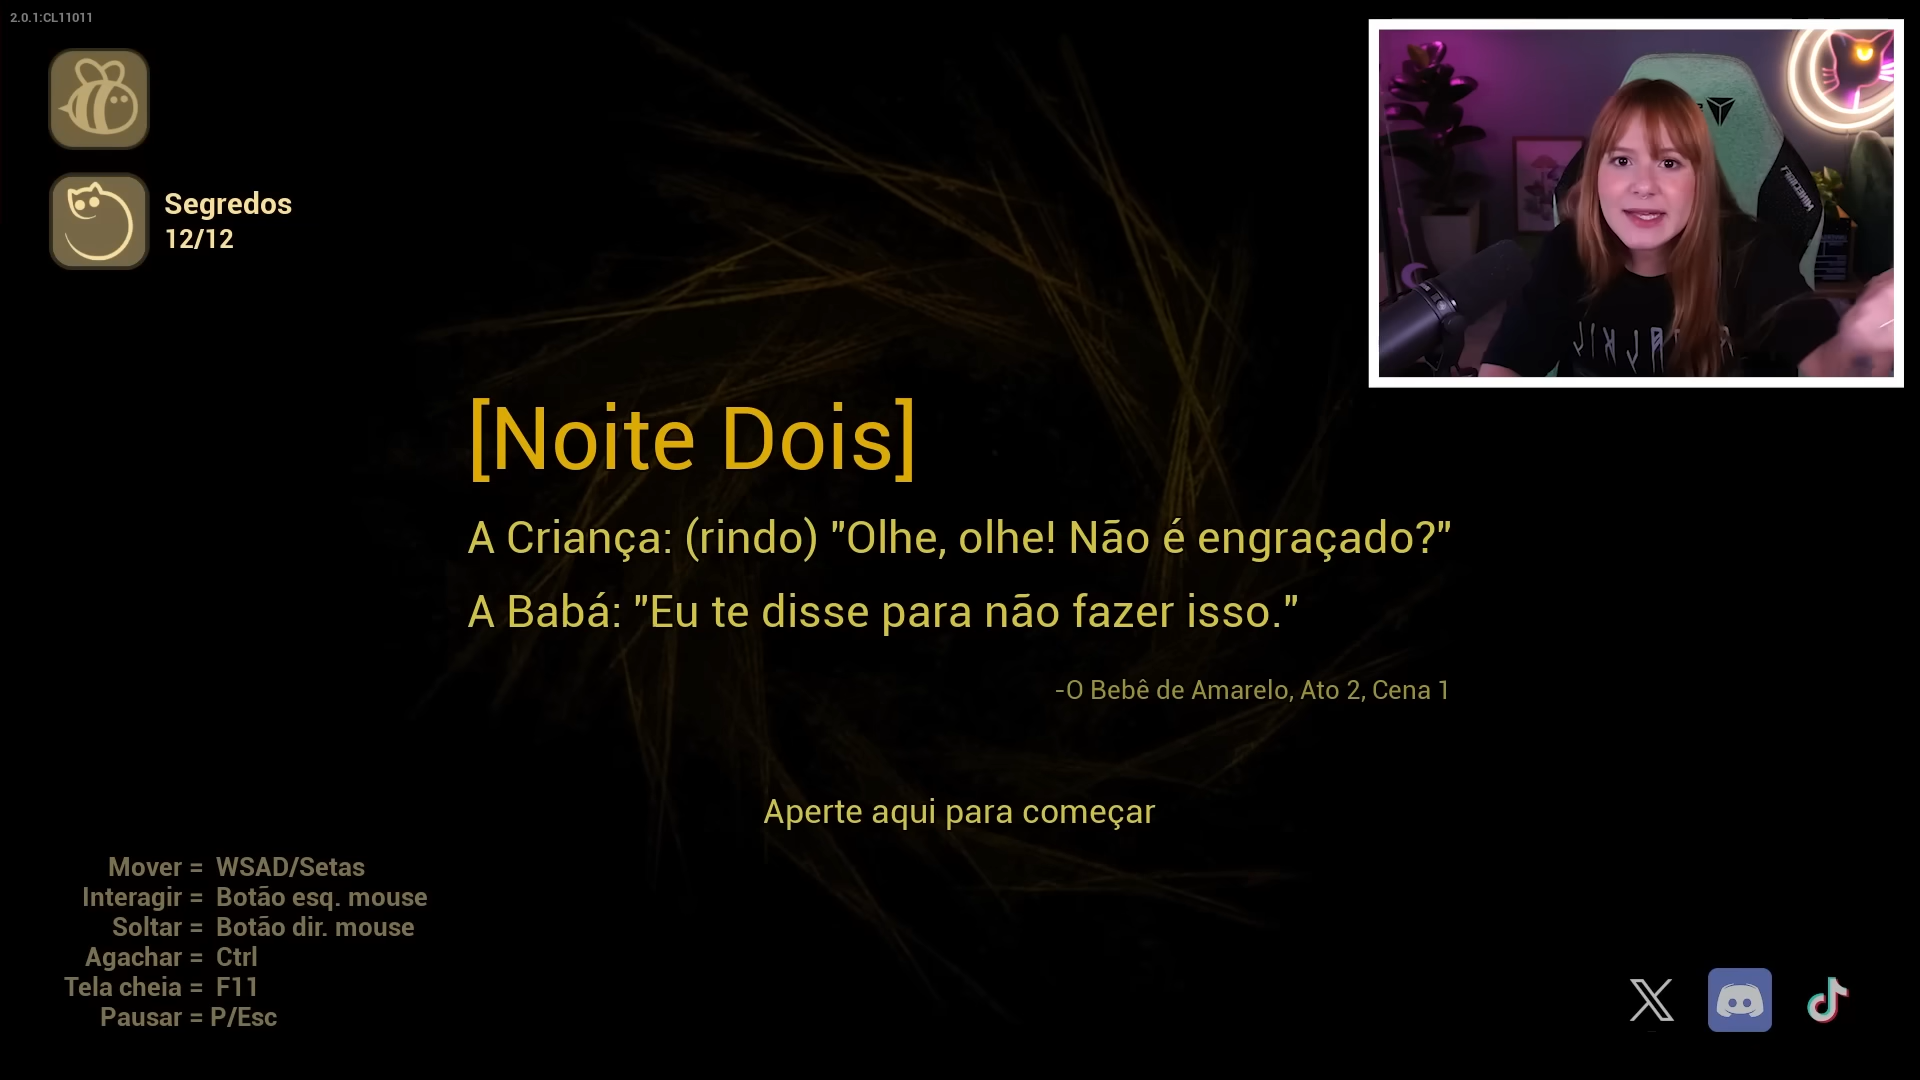 2.0.1:CL11011
Segredos
12/12
[Noite Dois]
A Criança: (rindo) "Olhe, olhe! Não é engraçado?"
A Babá: "Eu te disse para não fazer isso."
-O Bebê de Amarelo, Ato 2, Cena 1
Aperte aqui para começar
Mover = WSAD/Setas
Interagir = Botão esq. mouse
Soltar = Botão dir. mouse
Agachar = Ctrl
Tela cheia = F11
Pausar = P/Esc